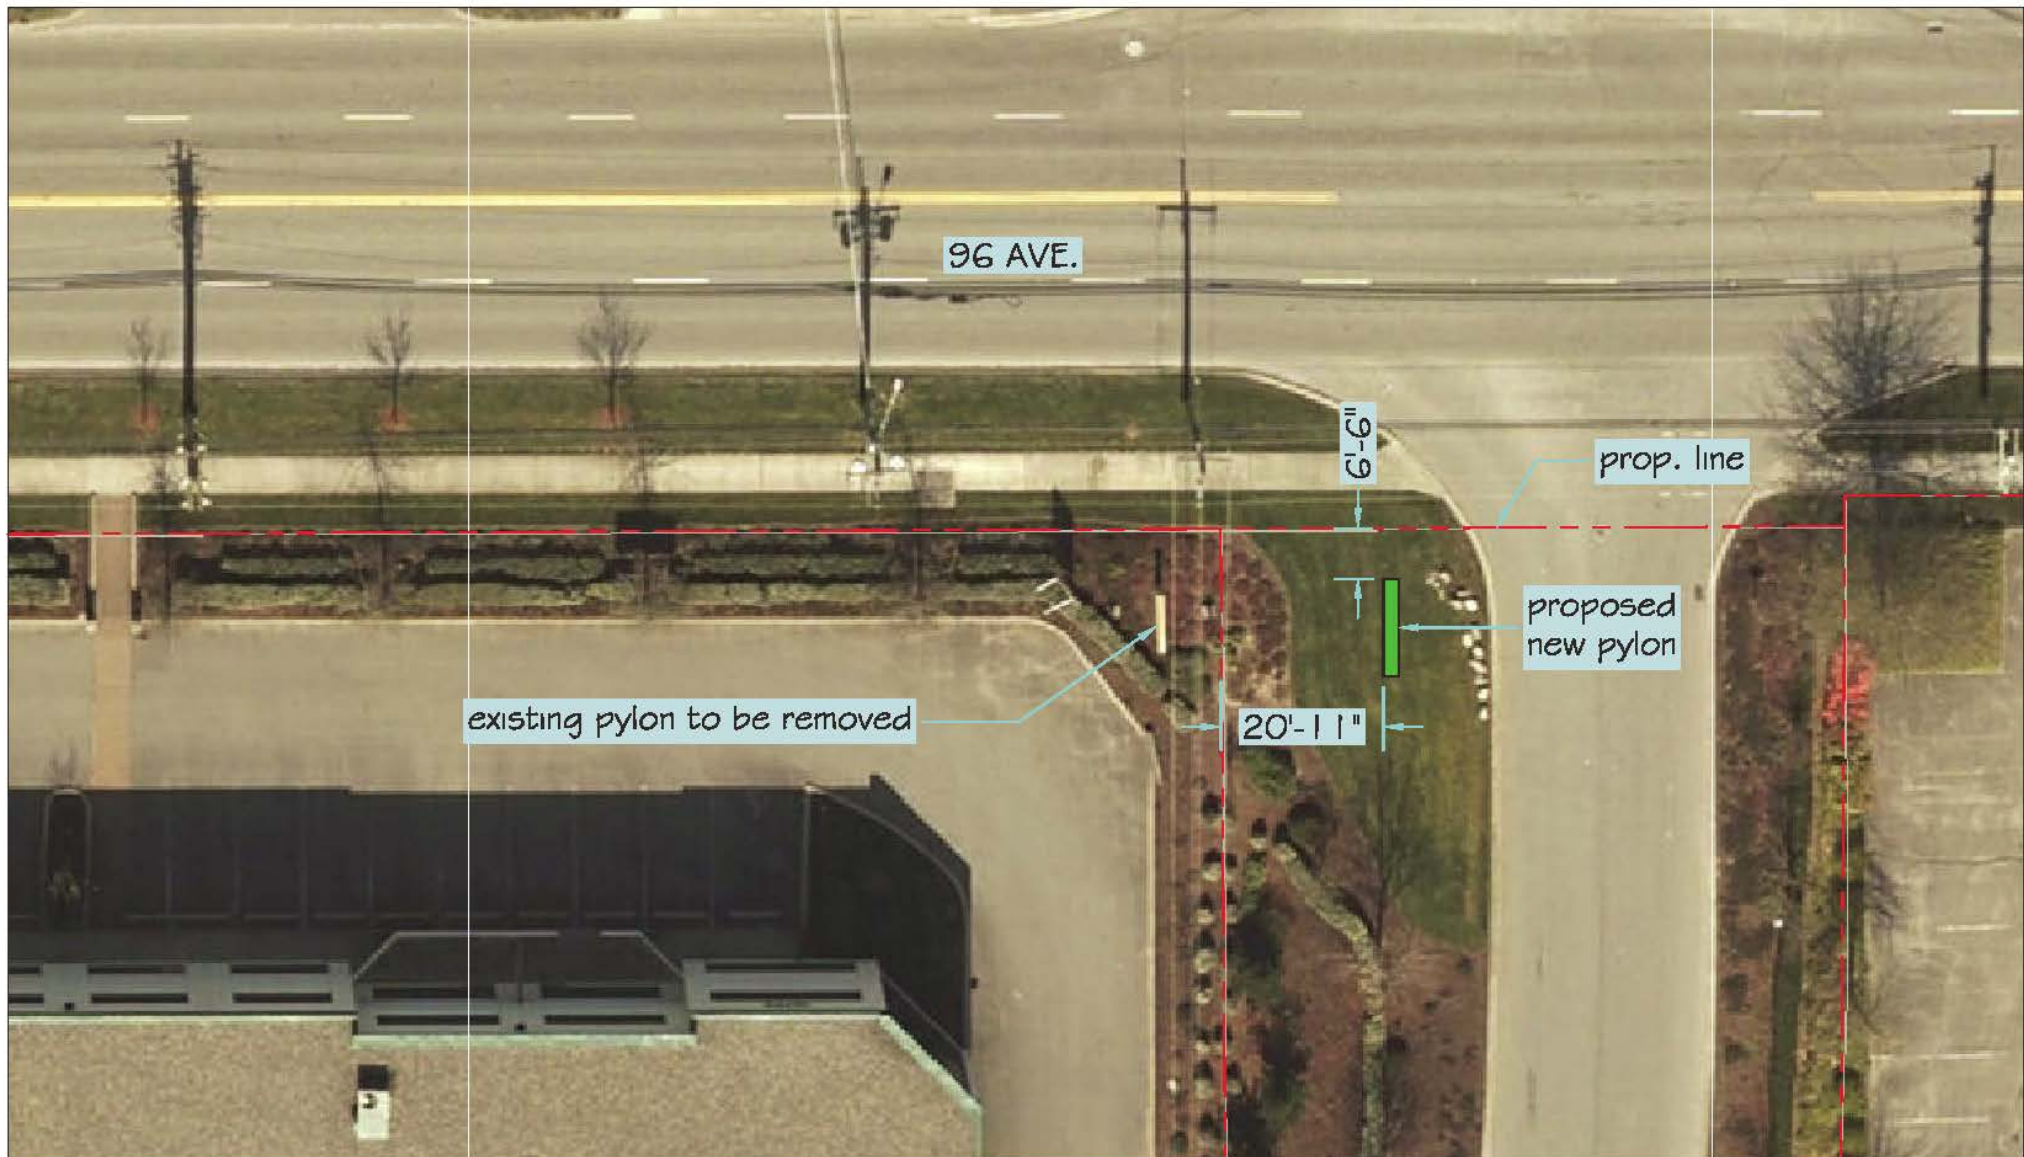 96 AVE.
6'-6"
prop. line
proposed
new pylon
existing pylon to be removed
20'-11"